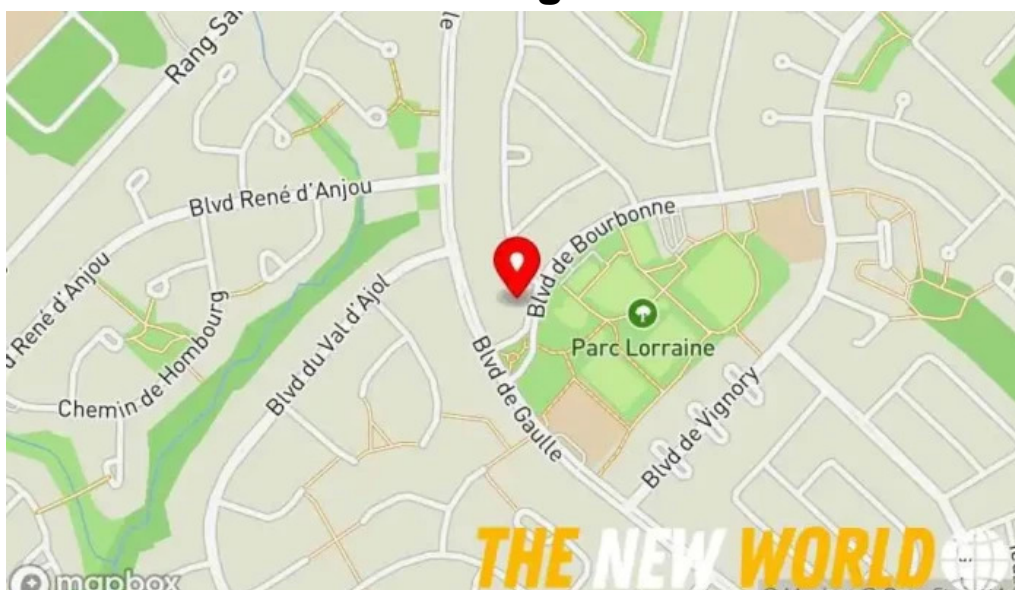 Rang Sai
Blvd René d'Anjou
René d'Anjou
Chemin de Hombourg
Blvd du Val d'Ajol
Blvd de Bourbonne
Parc Lorraine
Blvd de Gaulle
Blvd de Vignory
THE NEW WORLD
mapbox